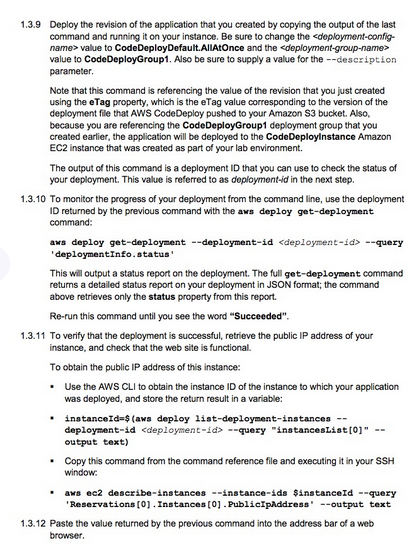 1.3.9 Deploy the revision of the application that you created by copying the output of the last
command and running it on your instance. Be sure to change the <deployment-config-
name> value to CodeDeployDefault.AllAtOnce and the <deployment-group-name>
value to CodeDeployGroup1. Also be sure to supply a value for the --description
parameter.
Note that this command is referencing the value of the revision that you just created
using the eTag property, which is the eTag value corresponding to the version of the
deployment file that AWS CodeDeploy pushed to your Amazon S3 bucket. Also,
because you are referencing the CodeDeployGroup1 deployment group that you
created earlier, the application will be deployed to the CodeDeployInstance Amazon
EC2 instance that was created as part of your lab environment.
The output of this command is a deployment ID that you can use to check the status of
your deployment. This value is referred to as deployment-id in the next step.
1.3.10 To monitor the progress of your deployment from the command line, use the deployment
ID returned by the previous command with the aws deploy get-deployment
command:
aws deploy get-deployment --deployment-id <deployment-id> --query
'deploymentInfo.status'
This will output a status report on the deployment. The full get-deployment command
returns a detailed status report on your deployment in JSON format; the command
above retrieves only the status property from this report.
Re-run this command until you see the word "Succeeded".
1.3.11 To verify that the deployment is successful, retrieve the public IP address of your
instance, and check that the web site is functional.
To obtain the public IP address of this instance:
• Use the AWS CLI to obtain the instance ID of the instance to which your application
was deployed, and store the return result in a variable:
• instanceId=$(aws deploy list-deployment-instances --
deployment-id <deployment-id> --query "instancesList[0]" --
output text)
• Copy this command from the command reference file and executing it in your SSH
window:
• aws ec2 describe-instances --instance-ids $instanceId --query
'Reservations[0].Instances[0].PublicIpAddress' --output text
1.3.12 Paste the value returned by the previous command into the address bar of a web
browser.